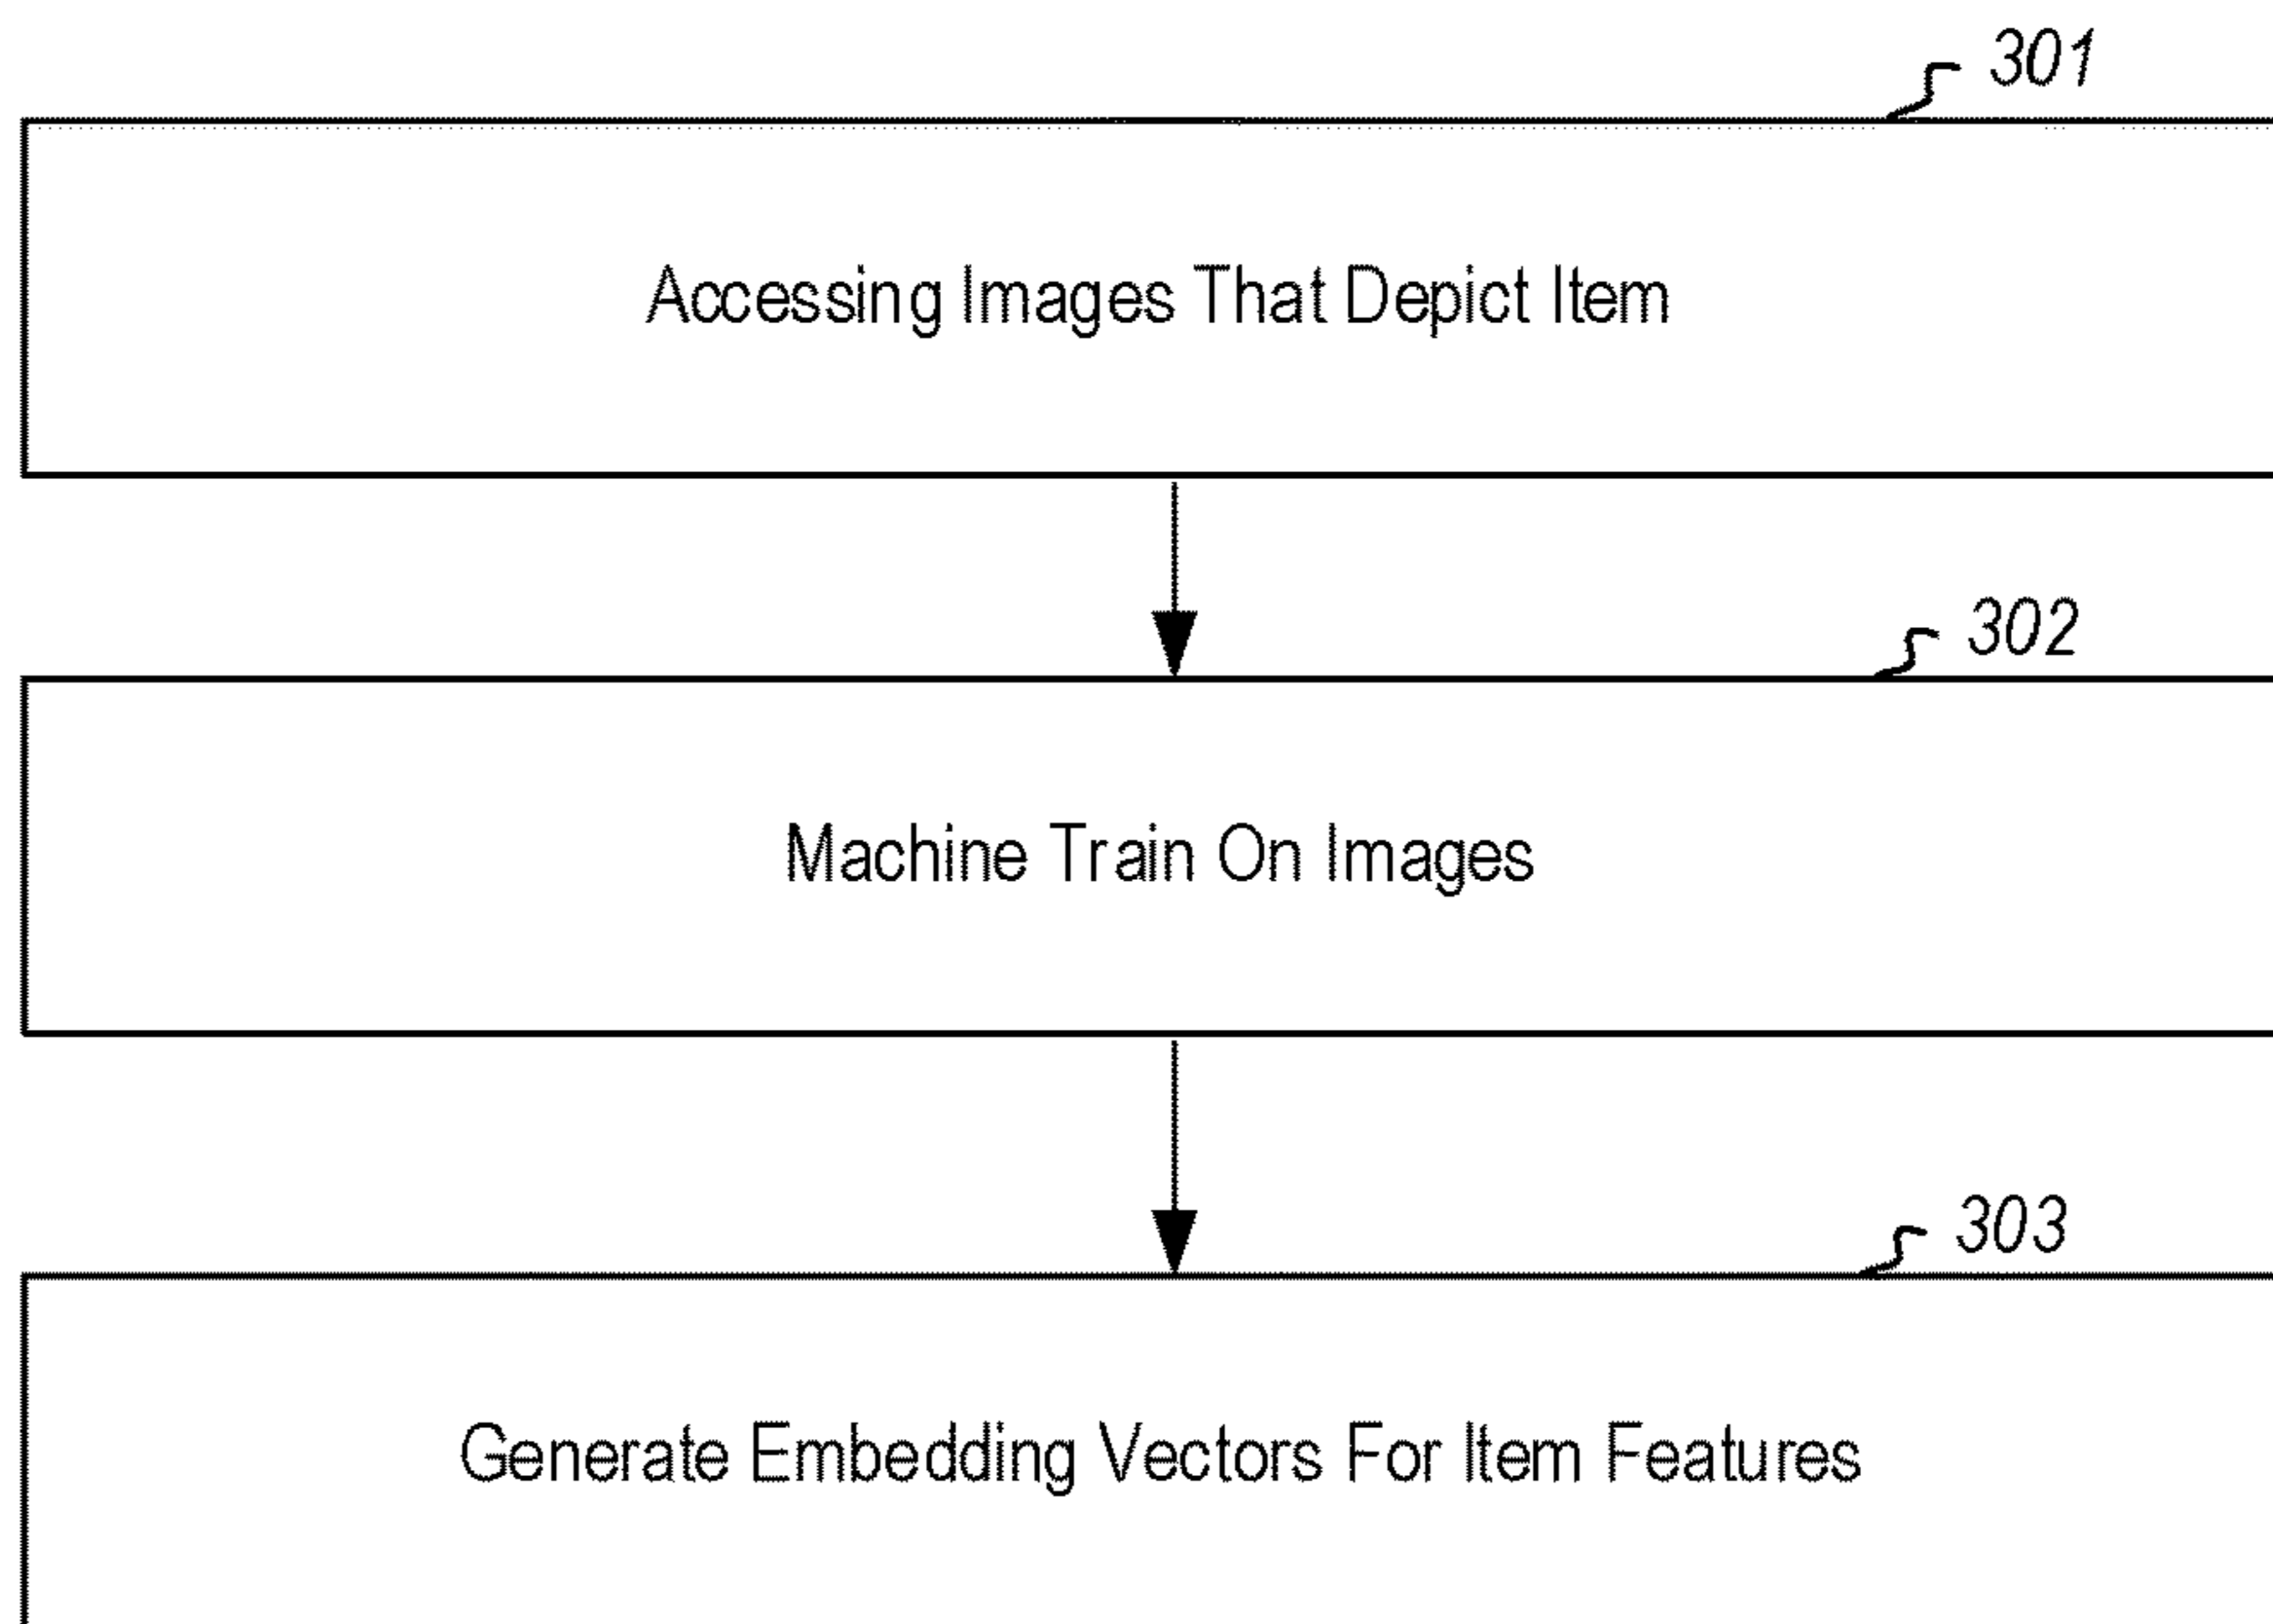 301
Accessing Images That Depict Item
302
Machine Train On Images
303
Generate Embedding Vectors For Item Features